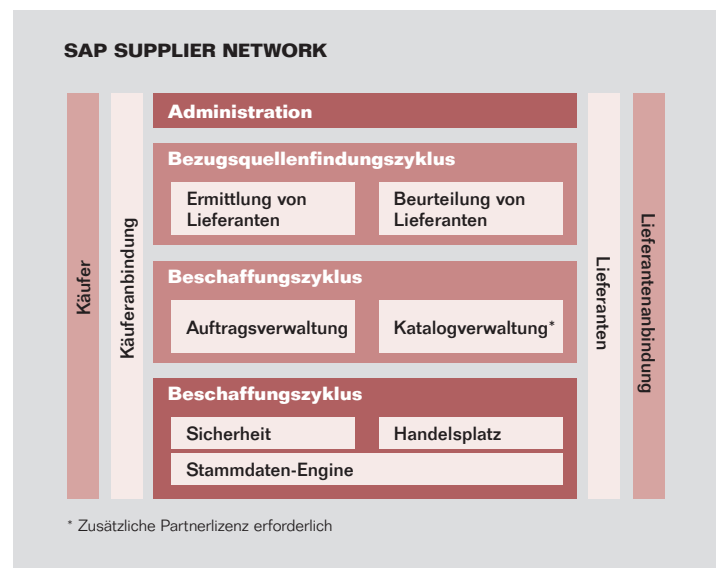 SAP SUPPLIER NETWORK
Käufer
Käuferanbindung
Administration
Bezugsquellenfindungszyklus
Ermittlung von
Lieferanten
Beurteilung von
Lieferanten
Beschaffungszyklus
Auftragsverwaltung
Katalogverwaltung*
Beschaffungszyklus
Sicherheit
Handelsplatz
Stammdaten-Engine
Lieferanten
Lieferantenanbindung
* Zusätzliche Partnerlizenz erforderlich